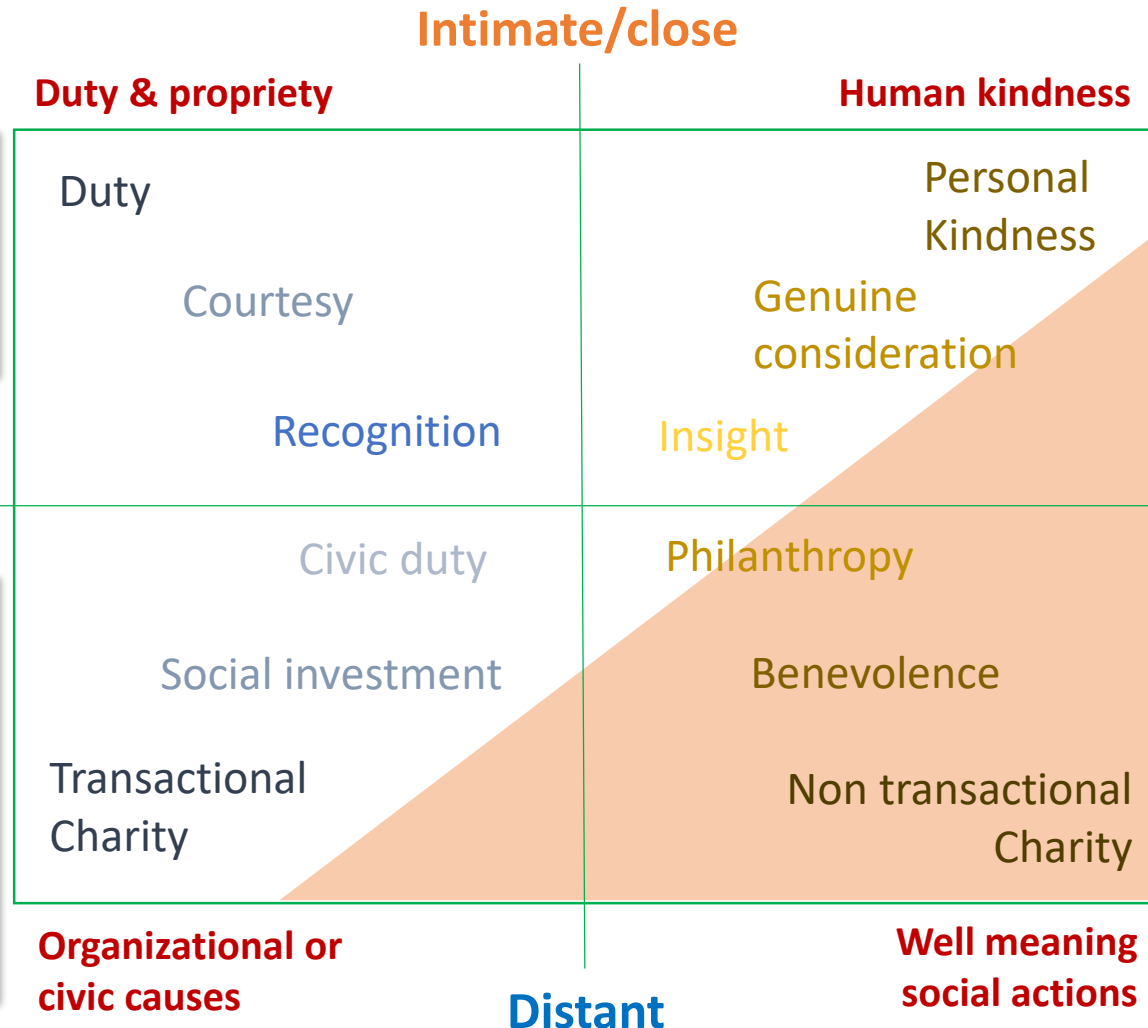 Intimate/close
Duty & propriety
Human kindness
Duty
Personal
Kindness
Courtesy
Genuine
consideration
Recognition
Insight
Civic duty
Philanthropy
Social investment
Benevolence
Transactional
Charity
Non transactional
Charity
Organizational or
civic causes
Well meaning
social actions
Distant